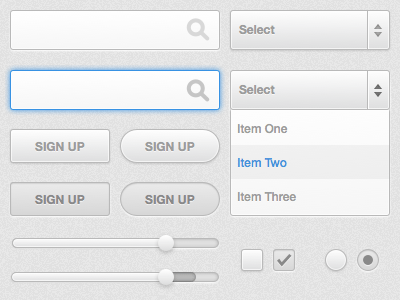 Select
Select
Item One
SIGN UP SIGN UP
Item Two
SIGN UP SIGN UP
Item Three